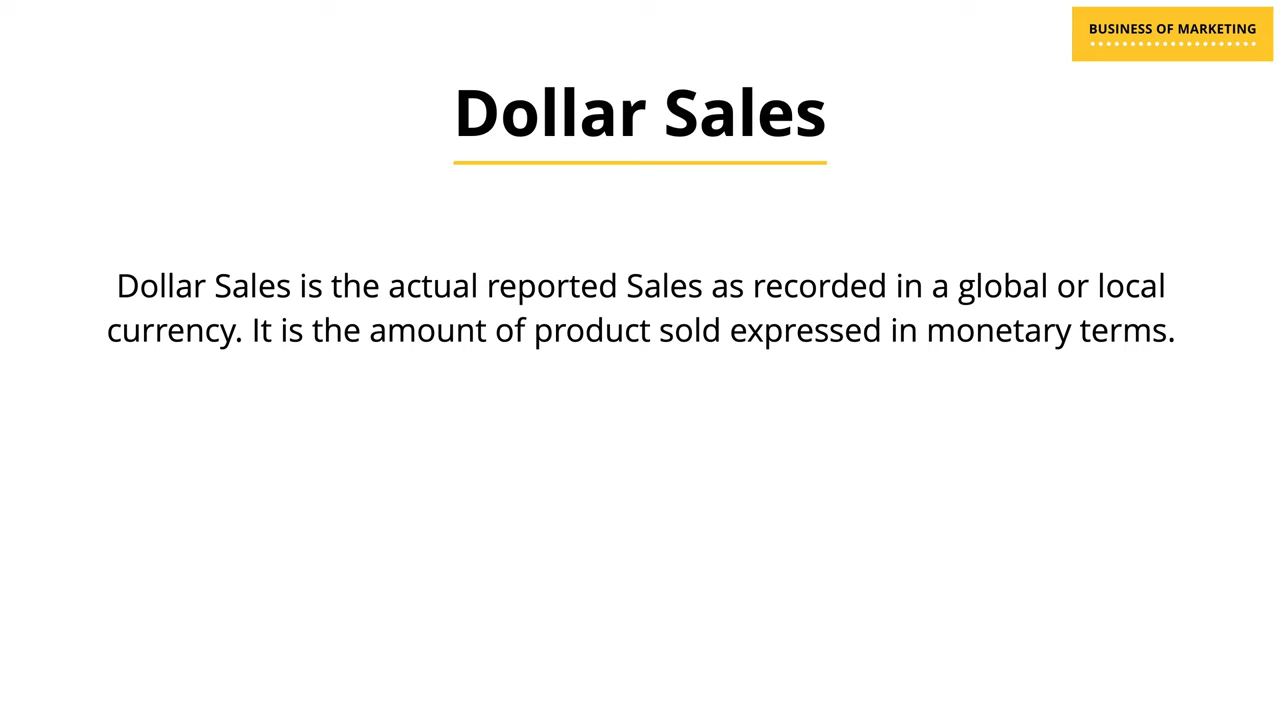 BUSINESS OF MARKETING
Dollar Sales
Dollar Sales is the actual reported Sales as recorded in a global or local
currency. It is the amount of product sold expressed in monetary terms.